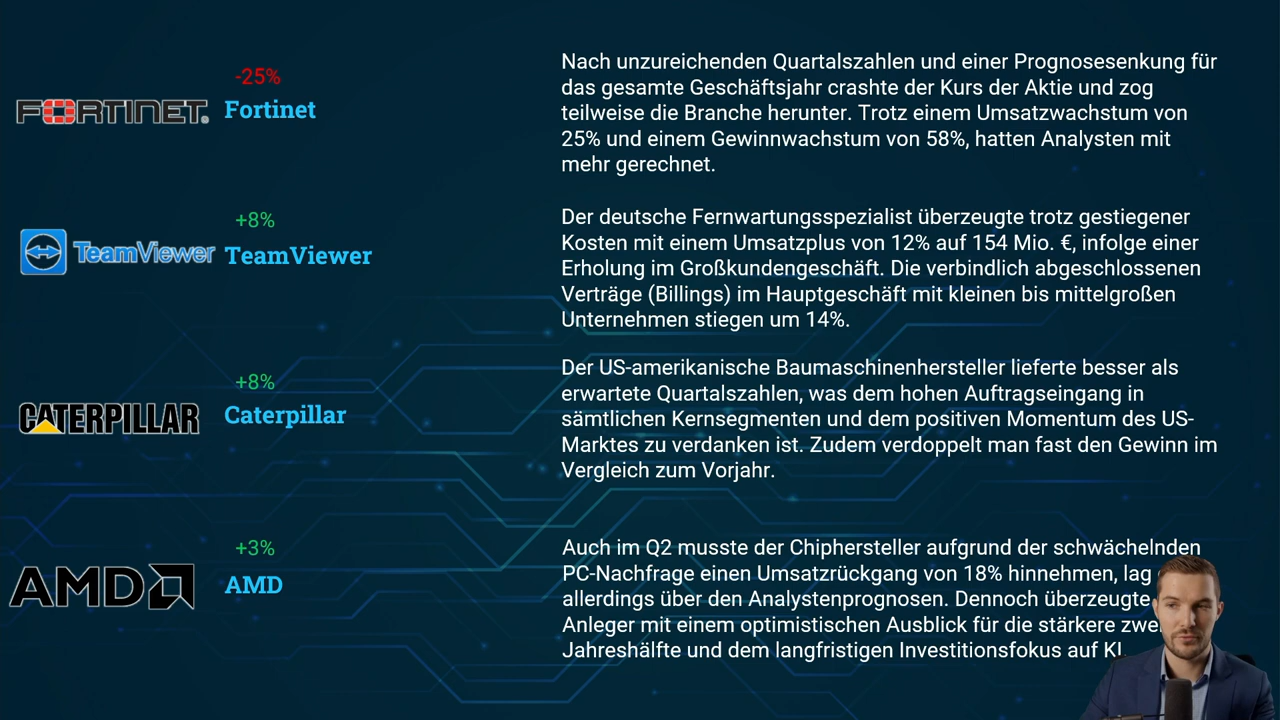 -25%
FORTINET
Fortinet
Nach unzureichenden Quartalszahlen und einer Prognosesenkung für
das gesamte Geschäftsjahr crashte der Kurs der Aktie und zog
teilweise die Branche herunter. Trotz einem Umsatzwachstum von
25% und einem Gewinnwachstum von 58%, hatten Analysten mit
mehr gerechnet.
+8%
TeamViewer
TeamViewer
Der deutsche Fernwartungsspezialist überzeugte trotz gestiegener
Kosten mit einem Umsatzplus von 12% auf 154 Mio. €, infolge einer
Erholung im Großkundengeschäft. Die verbindlich abgeschlossenen
Verträge (Billings) im Hauptgeschäft mit kleinen bis mittelgroßen
Unternehmen stiegen um 14%.
+8%
CATERPILLAR
Caterpillar
Der US-amerikanische Baumaschinenhersteller lieferte besser als
erwartete Quartalszahlen, was dem hohen Auftragseingang in
sämtlichen Kernsegmenten und dem positiven Momentum des US-
Marktes zu verdanken ist. Zudem verdoppelt man fast den Gewinn im
Vergleich zum Vorjahr.
+3%
AMD
AMD
Auch im Q2 musste der Chiphersteller aufgrund der schwächelnden
PC-Nachfrage einen Umsatzrückgang von 18% hinnehmen, lag
allerdings über den Analystenprognosen. Dennoch überzeugte
Anleger mit einem optimistischen Ausblick für die stärkere
Jahreshälfte und dem langfristigen Investitionsfokus auf KI.